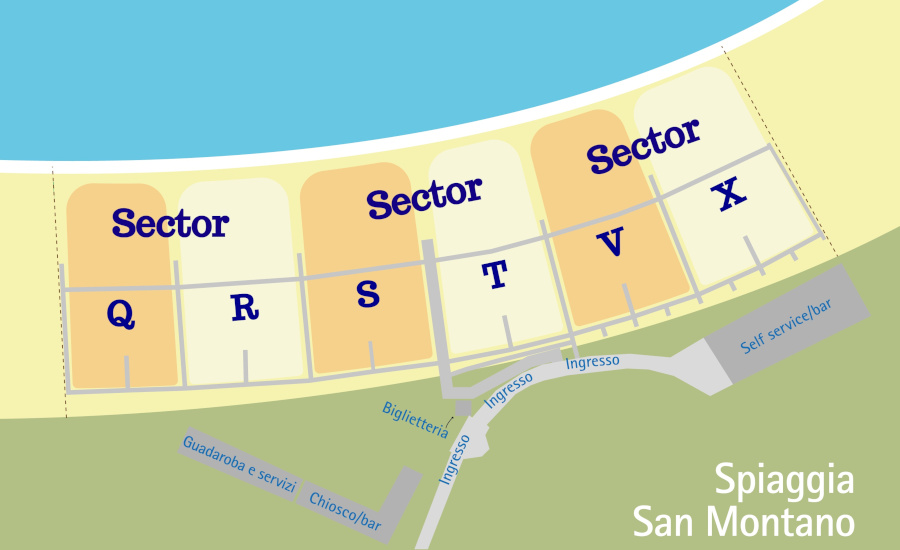 Sector
Sector
Sector
Q
R
S
T
V
X
Self service/bar
Ingresso
Ingresso
Biglietteria
Ingresso
Guadaroba e servizi
Chiosco/bar
Spiaggia
San Montano